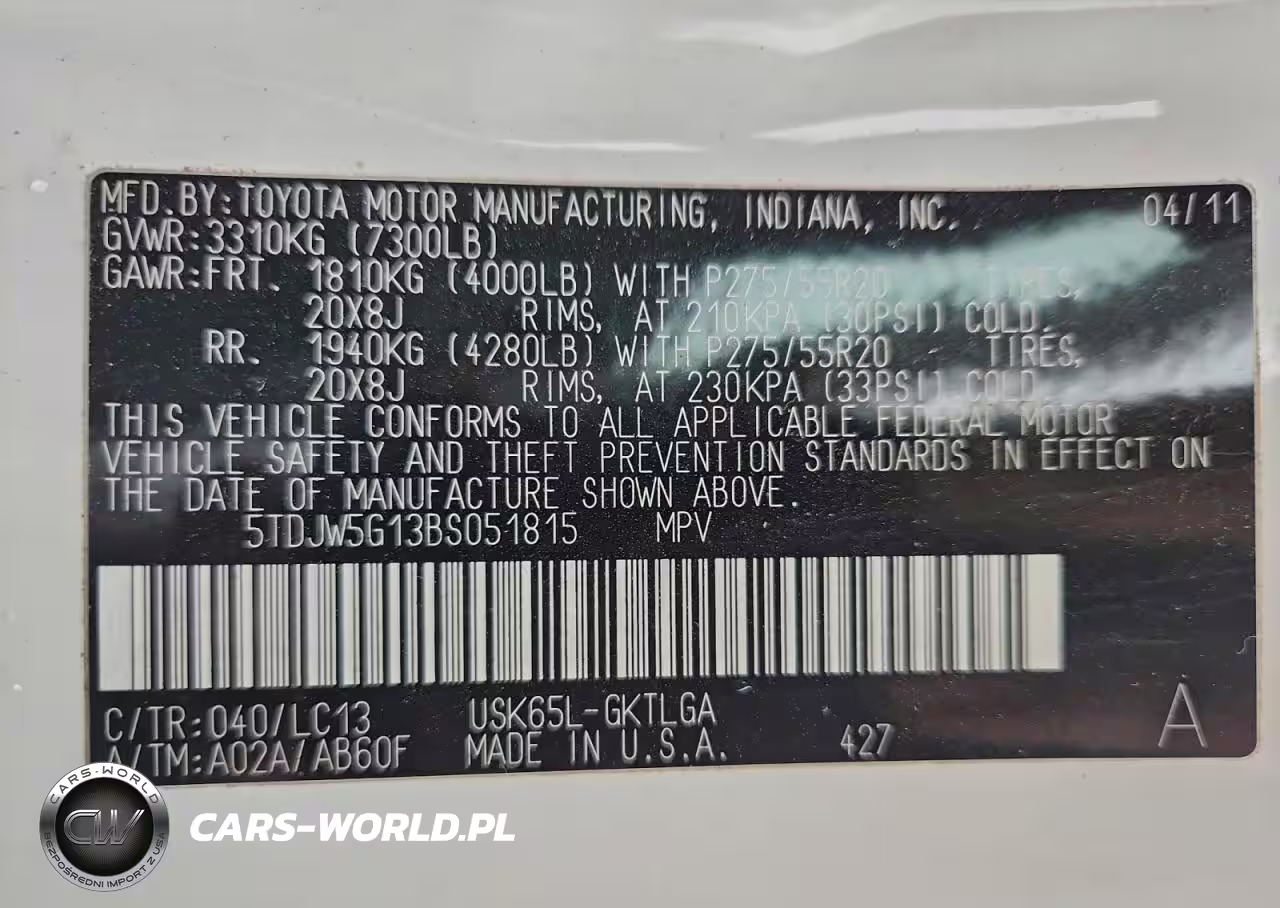 MFD. BY: TOYOTA MOTOR MANUFACTURING, INDIANA, INC. 04/11
GVWR: 3310KG (7300LB)
GAWR: FRT. 1810KG (4000LB) WITH P275/55R20 TIRES,
20X8J RIMS, AT 210KPA (30PSI) COLD.
RR. 1940KG (4280LB) WITH P275/55R20 TIRES,
20X8J RIMS, AT 230KPA (33PSI) COLD.
THIS VEHICLE CONFORMS TO ALL APPLICABLE FEDERAL MOTOR
VEHICLE SAFETY AND THEFT PREVENTION STANDARDS IN EFFECT ON
THE DATE OF MANUFACTURE SHOWN ABOVE.
5TDJW5G13BS051815 MPV
C/TR: 040/LC13 USK65L-GKTLGA A
A/TM: A02A/AB60F MADE IN U.S.A. 427
CARS-WORLD
CW
BEZPOŚREDNI IMPORT Z USA
CARS-WORLD.PL